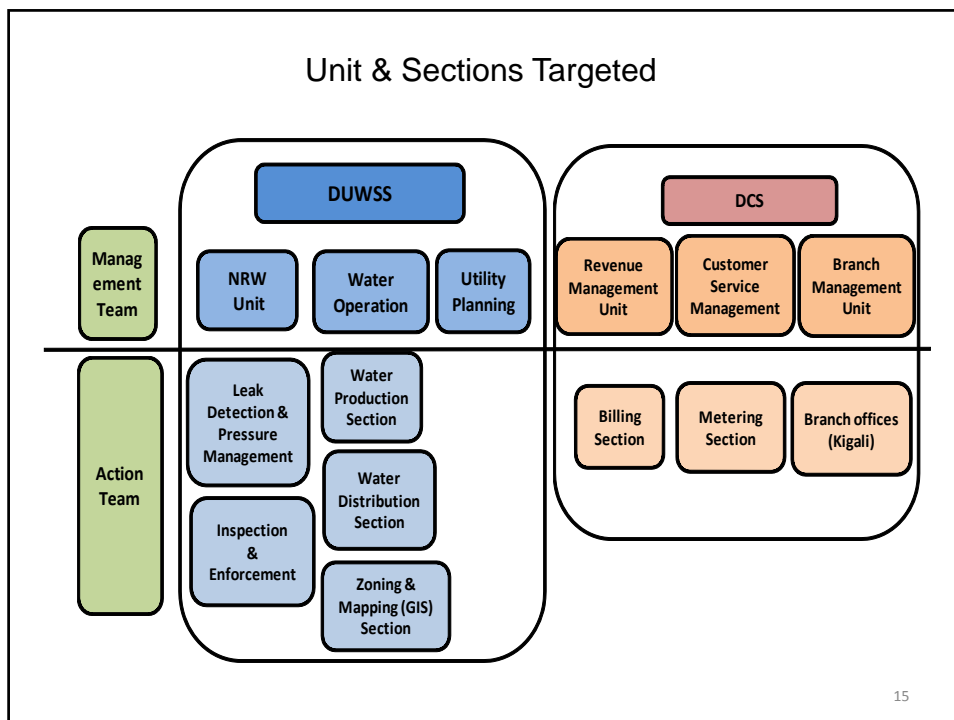 Unit & Sections Targeted
DUWSS
DCS
Manag
ement
Team
NRW
Unit
Water
Operation
Utility
Planning
Revenue
Management
Unit
Customer
Service
Management
Branch
Management
Unit
Action
Team
Leak
Detection &
Pressure
Management
Water
Production
Section
Billing
Section
Metering
Section
Branch offices
(Kigali)
Inspection
&
Enforcement
Water
Distribution
Section
Zoning &
Mapping (GIS)
Section
15